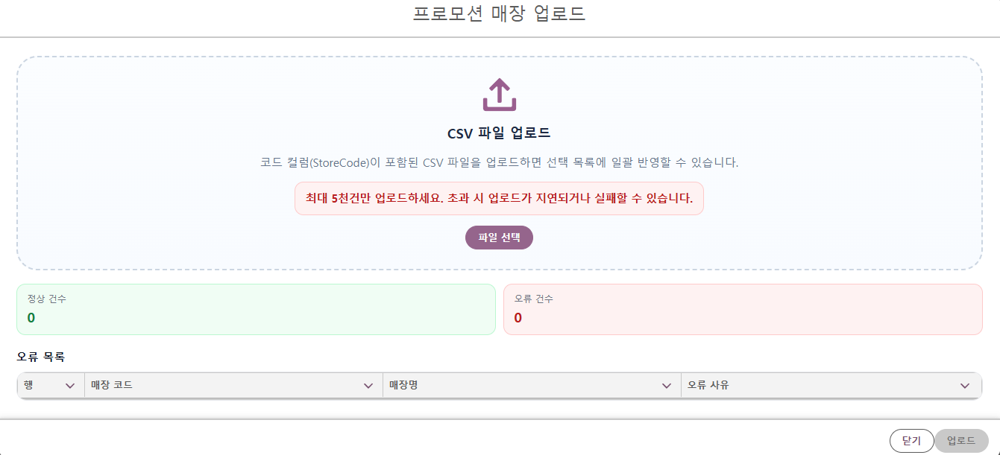 프로모션 매장 업로드
CSV 파일 업로드
코드 컬럼(StoreCode)이 포함된 CSV 파일을 업로드하면 선택 목록에 일괄 반영할 수 있습니다.
최대 5천건만 업로드하세요. 초과 시 업로드가 지연되거나 실패할 수 있습니다.
파일 선택
정상 건수
0
오류 건수
0
오류 목록
행 매장 코드 매장명 오류 사유
닫기 업로드